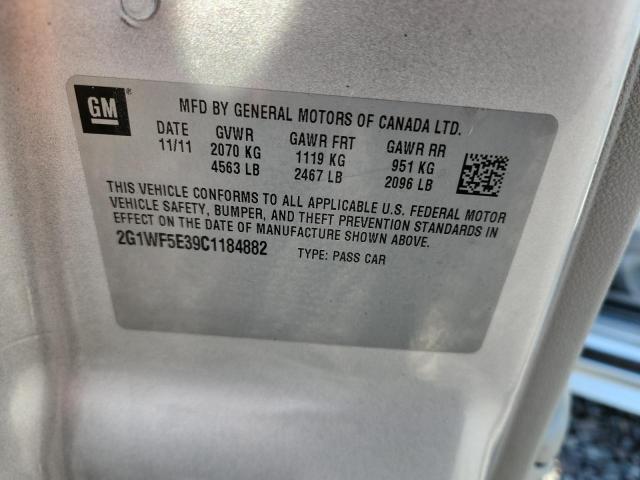 GM®
MFD BY GENERAL MOTORS OF CANADA LTD.
DATE GVWR GAWR FRT GAWR RR
11/11 2070 KG 1119 KG 951 KG
4563 LB 2467 LB 2096 LB
THIS VEHICLE CONFORMS TO ALL APPLICABLE U.S. FEDERAL MOTOR
VEHICLE SAFETY, BUMPER, AND THEFT PREVENTION STANDARDS IN
EFFECT ON THE DATE OF MANUFACTURE SHOWN ABOVE.
2G1WF5E39C1184882 TYPE: PASS CAR